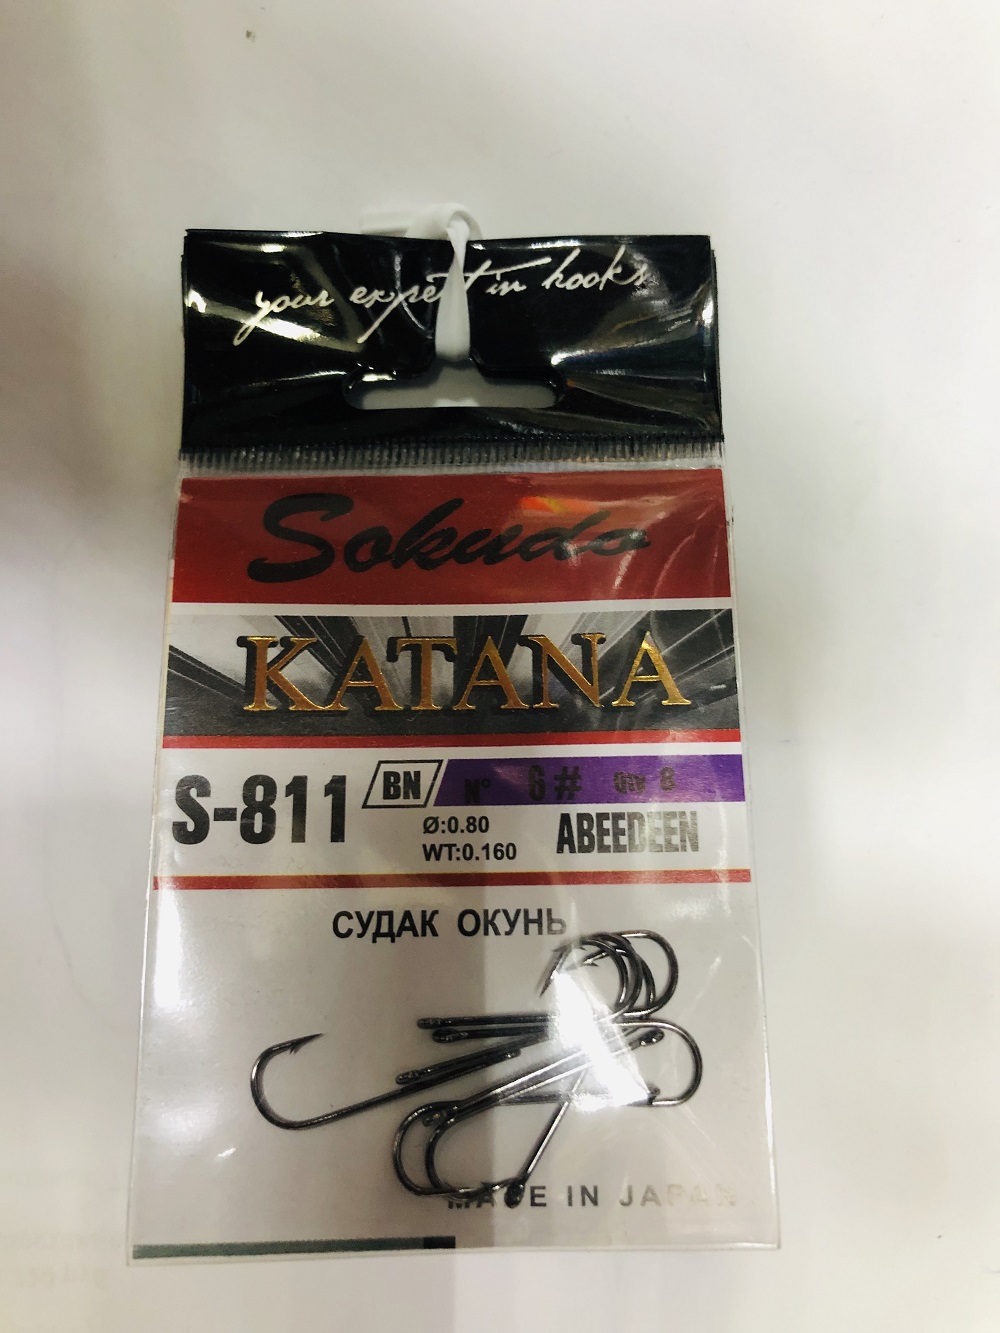 your expert in hooks
Sokudo
KATANA
S-811 BN N° 6# Qty 8
Ø:0.80
WT:0.160
ABEEDEEN
СУДАК ОКУНЬ
MADE IN JAPAN